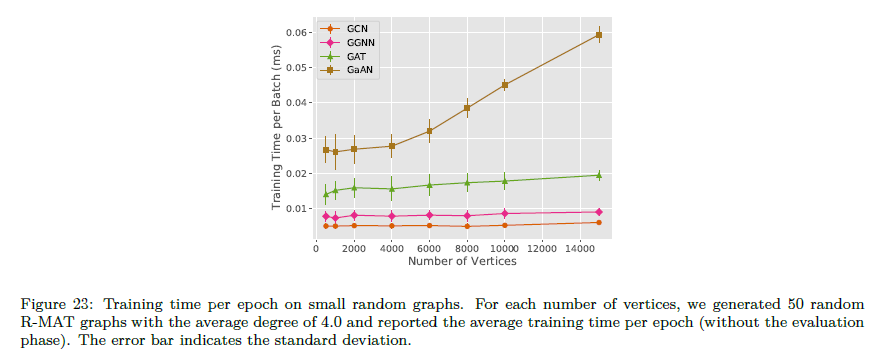 GCN
GGNN
GAT
GaAN
Training Time per Batch (ms)
0.06
0.05
0.04
0.03
0.02
0.01
0 2000 4000 6000 8000 10000 12000 14000
Number of Vertices
Figure 23: Training time per epoch on small random graphs. For each number of vertices, we generated 50 random
R-MAT graphs with the average degree of 4.0 and reported the average training time per epoch (without the evaluation
phase). The error bar indicates the standard deviation.